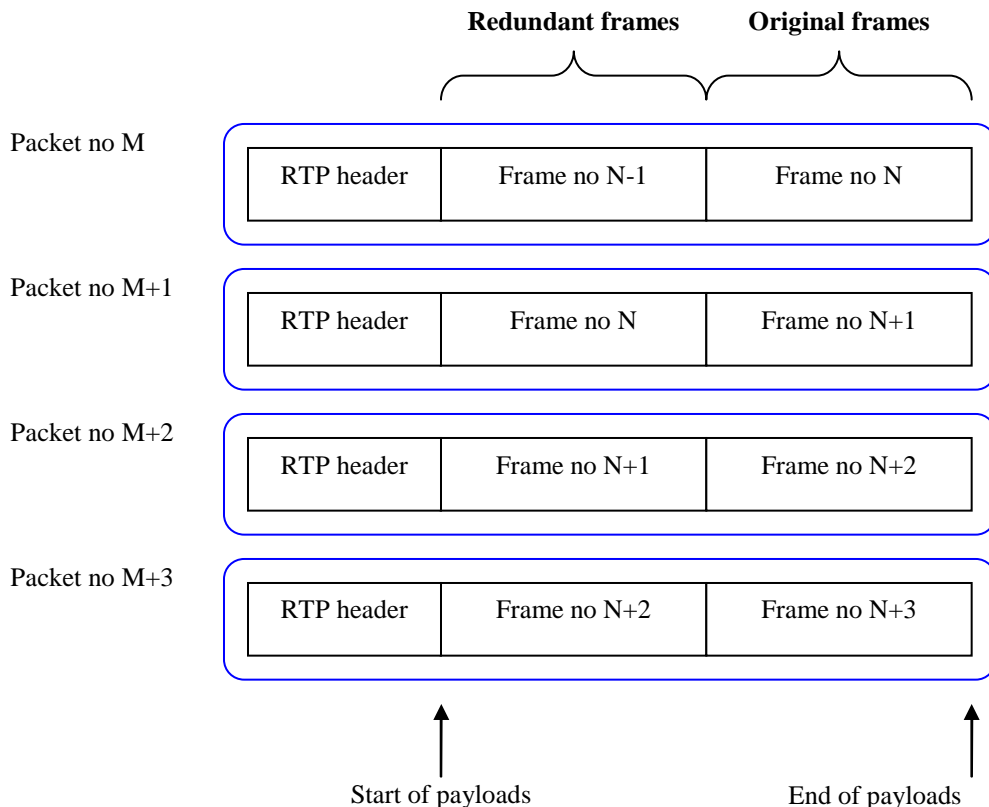 Redundant frames Original frames
Packet no M
RTP header Frame no N-1 Frame no N
Packet no M+1
RTP header Frame no N Frame no N+1
Packet no M+2
RTP header Frame no N+1 Frame no N+2
Packet no M+3
RTP header Frame no N+2 Frame no N+3
Start of payloads End of payloads